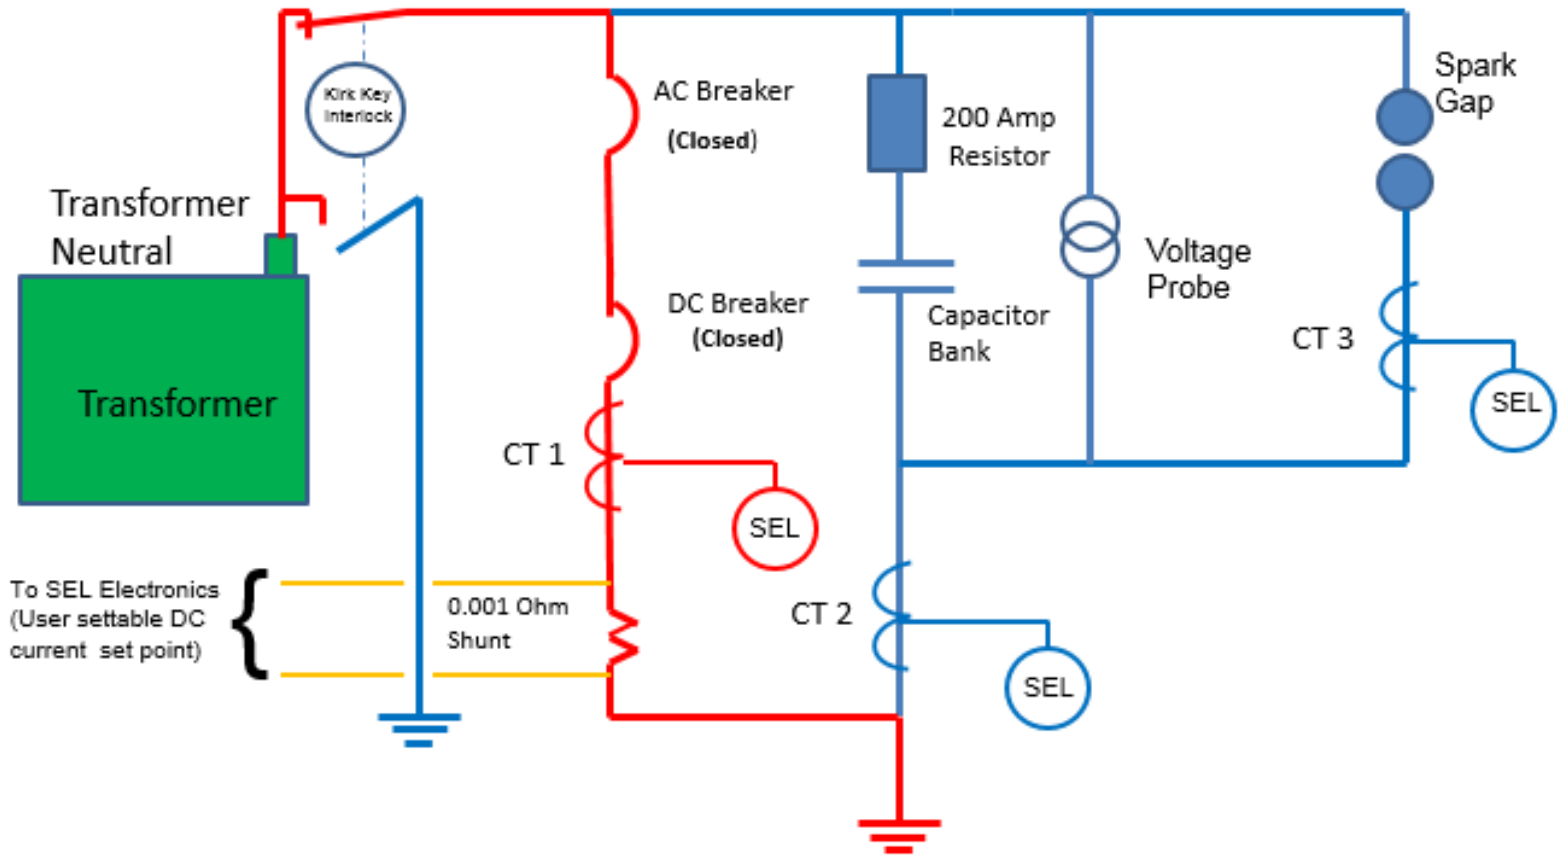 Kirk Key
Interlock
AC Breaker
(Closed)
200 Amp
Resistor
Spark
Gap
Transformer
Neutral
Voltage
Probe
DC Breaker
(Closed)
Capacitor
Bank
CT 3
SEL
Transformer
CT 1
SEL
To SEL Electronics
(User settable DC
current set point)
0.001 Ohm
Shunt
CT 2
SEL